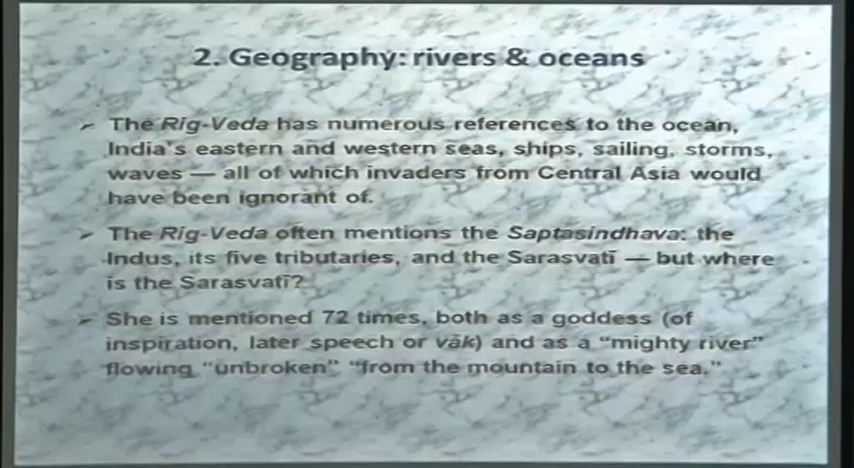 2. Geography: rivers & oceans
The Rig-Veda has numerous references to the ocean,
India's eastern and western seas, ships, sailing, storms,
waves — all of which invaders from Central Asia would
have been ignorant of.
The Rig-Veda often mentions the Saptasindhava: the
Indus, its five tributaries, and the Sarasvatī — but where
is the Sarasvatī?
She is mentioned 72 times, both as a goddess (of
inspiration, later speech or vāk) and as a "mighty river"
flowing "unbroken" "from the mountain to the sea."